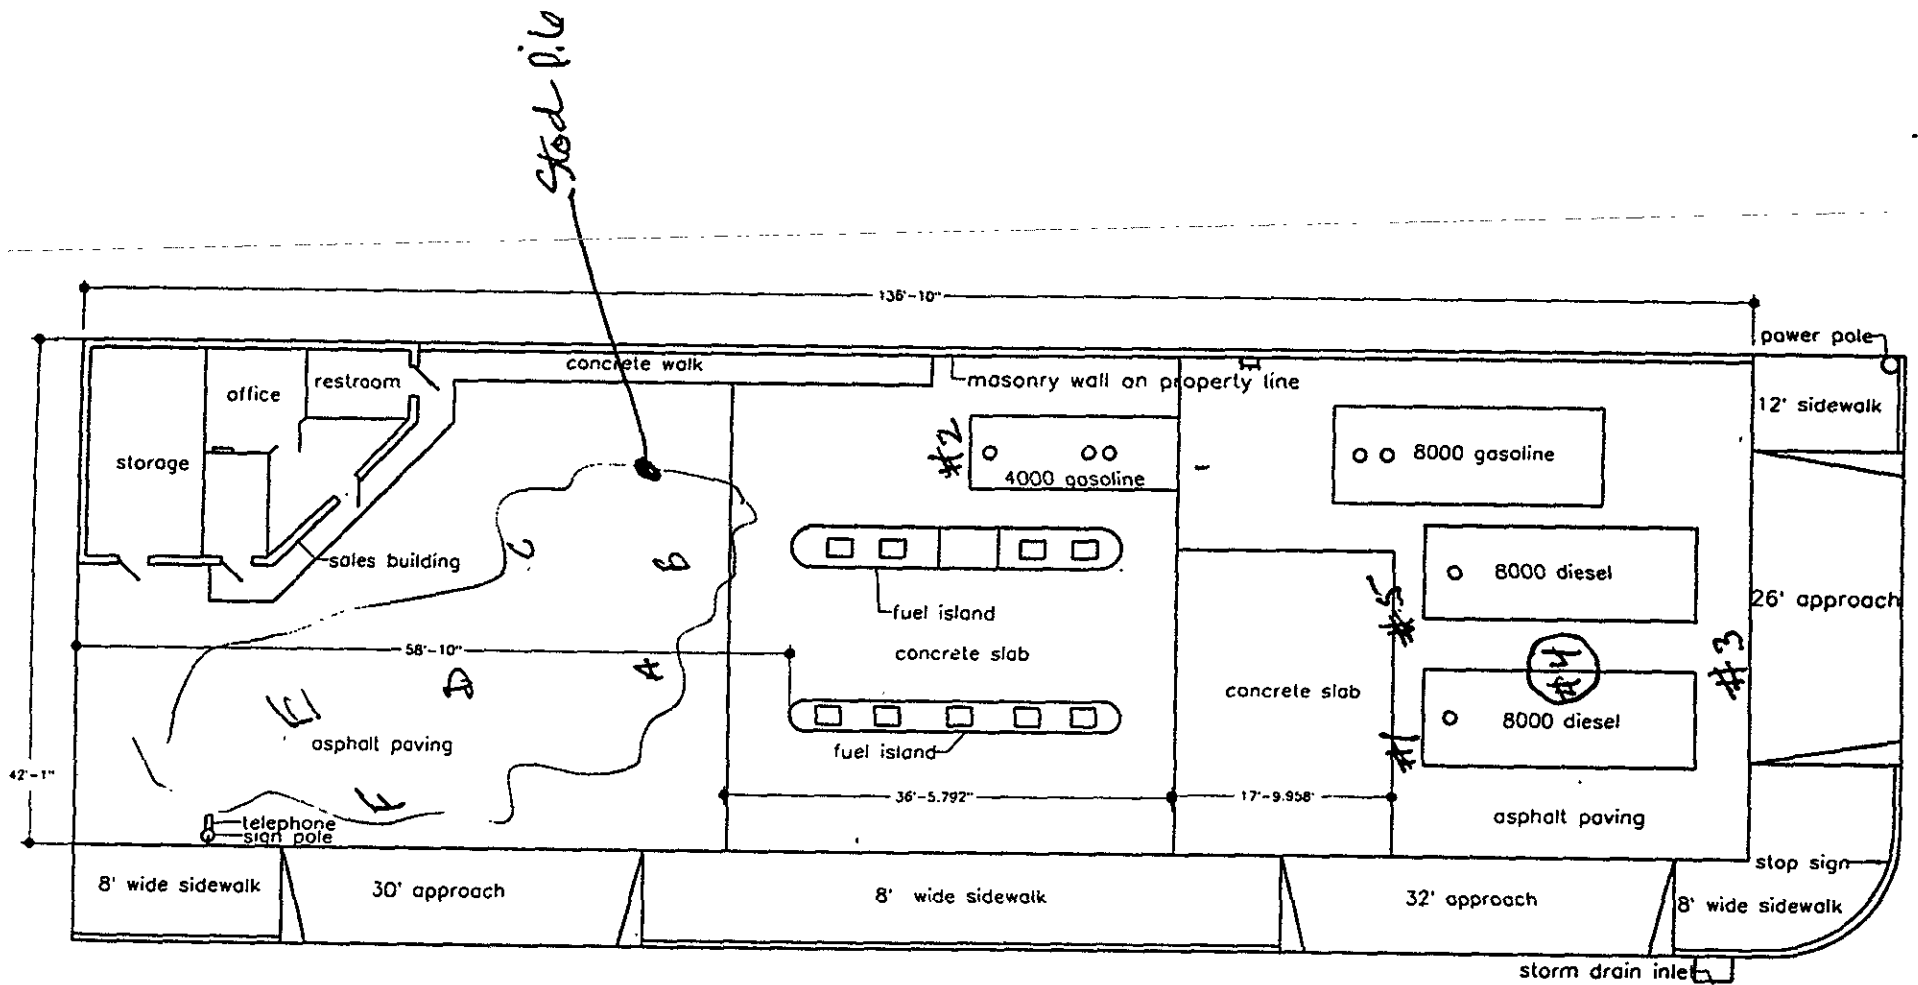 Stod pile
136'-10"
power pole
concrete walk
masonry wall on property line
12' sidewalk
office
restroom
storage
#2
4000 gasoline
8000 gasoline
sales building
C
B
fuel island
8000 diesel
#5
26' approach
58'-10"
concrete slab
D
A
#4
#3
concrete slab
E
asphalt paving
fuel island
8000 diesel
#1
42'-1"
F
36'-5.792"
17'-9.958'
asphalt paving
telephone
sign pole
stop sign
8' wide sidewalk
30' approach
8' wide sidewalk
32' approach
8' wide sidewalk
storm drain inlet